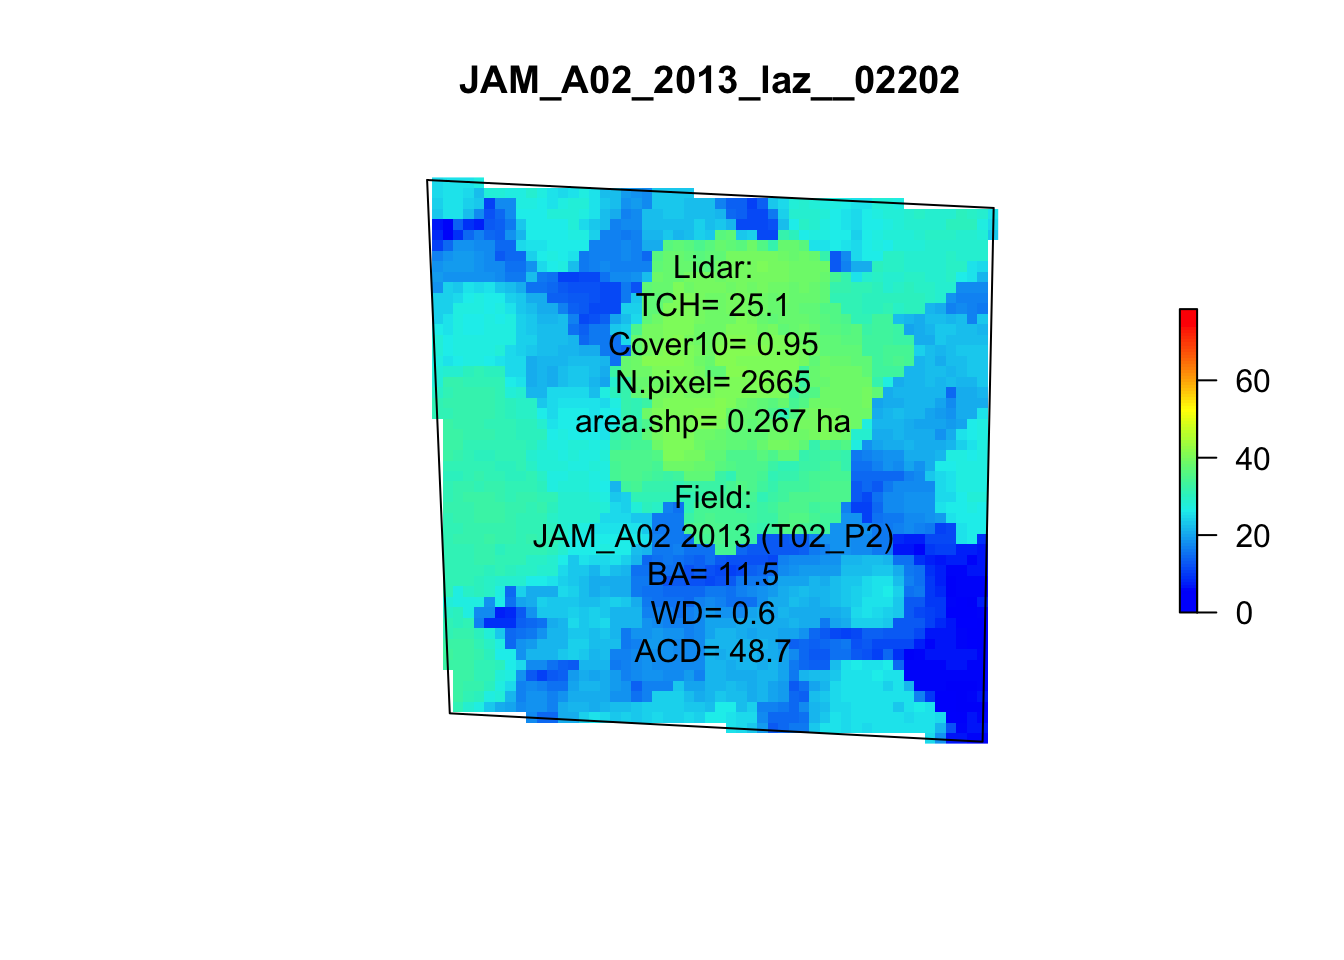 JAM_A02_2013_laz__02202
Lidar:
TCH= 25.1
Cover10= 0.95
N.pixel= 2665
area.shp= 0.267 ha
Field:
JAM_A02 2013 (T02_P2)
BA= 11.5
WD= 0.6
ACD= 48.7
60
40
20
0